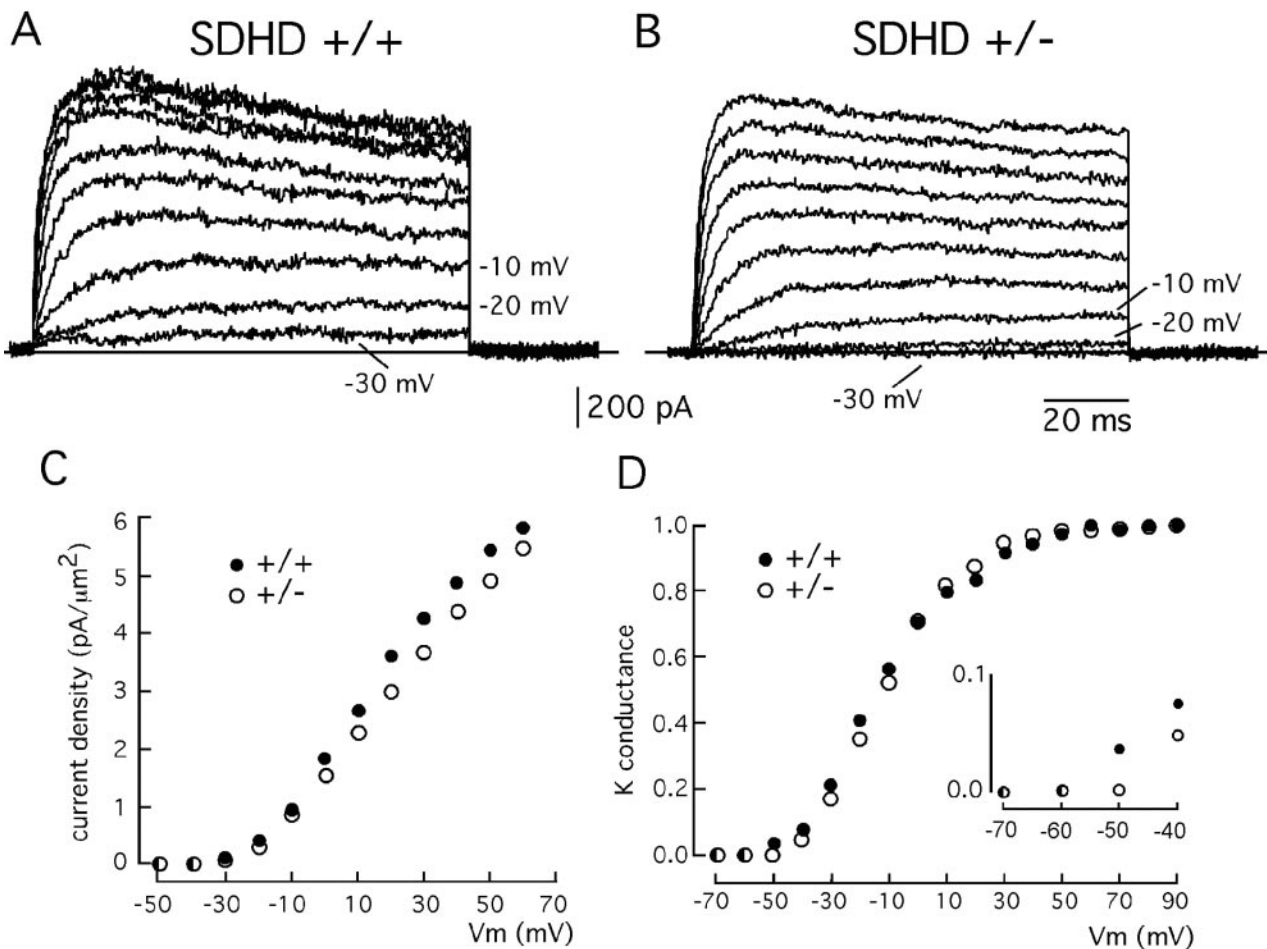 A
SDHD +/+
B
SDHD +/-
-10 mV
-20 mV
-30 mV
-10 mV
-20 mV
-30 mV
200 pA
20 ms
C
6
5
4
3
2
1
0
current density (pA/μm²)
+/+
+/-
-50 -30 -10 10 30 50 70
Vm (mV)
D
1.0
0.8
0.6
0.4
0.2
0.0
K conductance
+/+
+/-
0.1
0.0
-70 -60 -50 -40
-70 -50 -30 -10 10 30 50 70 90
Vm (mV)